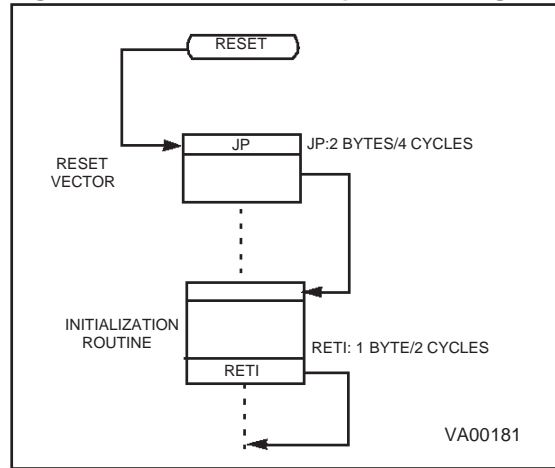 RESET
JP
JP:2 BYTES/4 CYCLES
RESET
VECTOR
INITIALIZATION
ROUTINE
RETI: 1 BYTE/2 CYCLES
RETI
VA00181